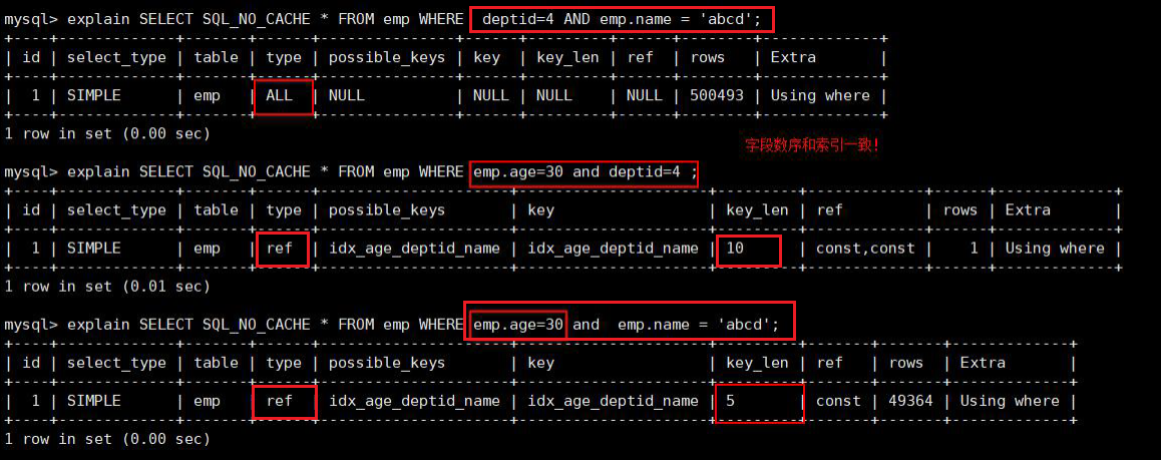 mysql> explain SELECT SQL_NO_CACHE * FROM emp WHERE  deptid=4 AND emp.name = 'abcd';
+----+-------------+-------+------+---------------+------+---------+------+--------+-------------+
| id | select_type | table | type | possible_keys | key  | key_len | ref  | rows   | Extra       |
+----+-------------+-------+------+---------------+------+---------+------+--------+-------------+
|  1 | SIMPLE      | emp   | ALL  | NULL          | NULL | NULL    | NULL | 500493 | Using where |
+----+-------------+-------+------+---------------+------+---------+------+--------+-------------+
1 row in set (0.00 sec)
字段数序和索引一致!
mysql> explain SELECT SQL_NO_CACHE * FROM emp WHERE emp.age=30 and deptid=4 ;
+----+-------------+-------+------+---------------------+---------------------+---------+-------------+------+-------------+
| id | select_type | table | type | possible_keys       | key                 | key_len | ref         | rows | Extra       |
+----+-------------+-------+------+---------------------+---------------------+---------+-------------+------+-------------+
|  1 | SIMPLE      | emp   | ref  | idx_age_deptid_name | idx_age_deptid_name | 10      | const,const |    1 | Using where |
+----+-------------+-------+------+---------------------+---------------------+---------+-------------+------+-------------+
1 row in set (0.01 sec)
mysql> explain SELECT SQL_NO_CACHE * FROM emp WHERE emp.age=30 and  emp.name = 'abcd';
+----+-------------+-------+------+---------------------+---------------------+---------+-------+-------+-------------+
| id | select_type | table | type | possible_keys       | key                 | key_len | ref   | rows  | Extra       |
+----+-------------+-------+------+---------------------+---------------------+---------+-------+-------+-------------+
|  1 | SIMPLE      | emp   | ref  | idx_age_deptid_name | idx_age_deptid_name | 5       | const | 49364 | Using where |
+----+-------------+-------+------+---------------------+---------------------+---------+-------+-------+-------------+
1 row in set (0.00 sec)